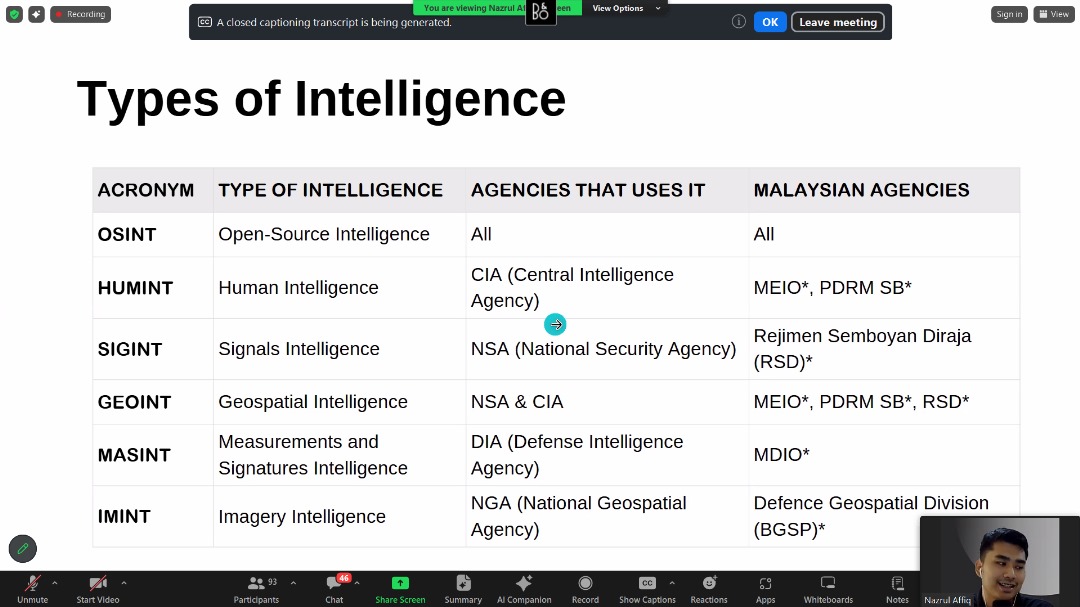 Recording
CC A closed captioning transcript is being generated.
You are viewing Nazrul Af
een
View Options
OK
Leave meeting
Sign in
View
Types of Intelligence
ACRONYM TYPE OF INTELLIGENCE AGENCIES THAT USES IT MALAYSIAN AGENCIES
OSINT Open-Source Intelligence All All
HUMINT Human Intelligence CIA (Central Intelligence
Agency) MEIO*, PDRM SB*
SIGINT Signals Intelligence NSA (National Security Agency) Rejimen Semboyan Diraja
(RSD)*
GEOINT Geospatial Intelligence NSA & CIA MEIO*, PDRM SB*, RSD*
MASINT Measurements and
Signatures Intelligence DIA (Defense Intelligence
Agency) MDIO*
IMINT Imagery Intelligence NGA (National Geospatial
Agency) Defence Geospatial Division
(BGSP)*
Nazrul Affiq
93
46
CC
Unmute Start Video Participants Chat Share Screen Summary AI Companion Record Show Captions Reactions Apps Whiteboards Notes